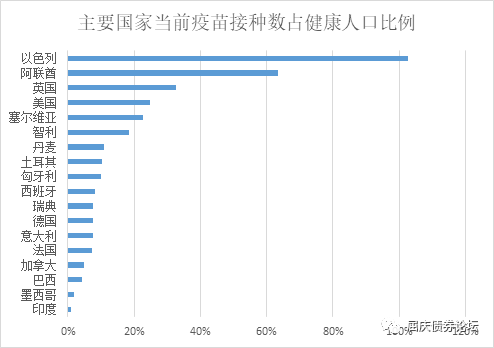 主要国家当前疫苗接种数占健康人口比例
以色列
阿联酋
英国
美国
塞尔维亚
智利
丹麦
土耳其
匈牙利
西班牙
瑞典
德国
意大利
法国
加拿大
巴西
墨西哥
印度
0% 20% 40% 60% 80% 100% 120%
屈庆债券论坛